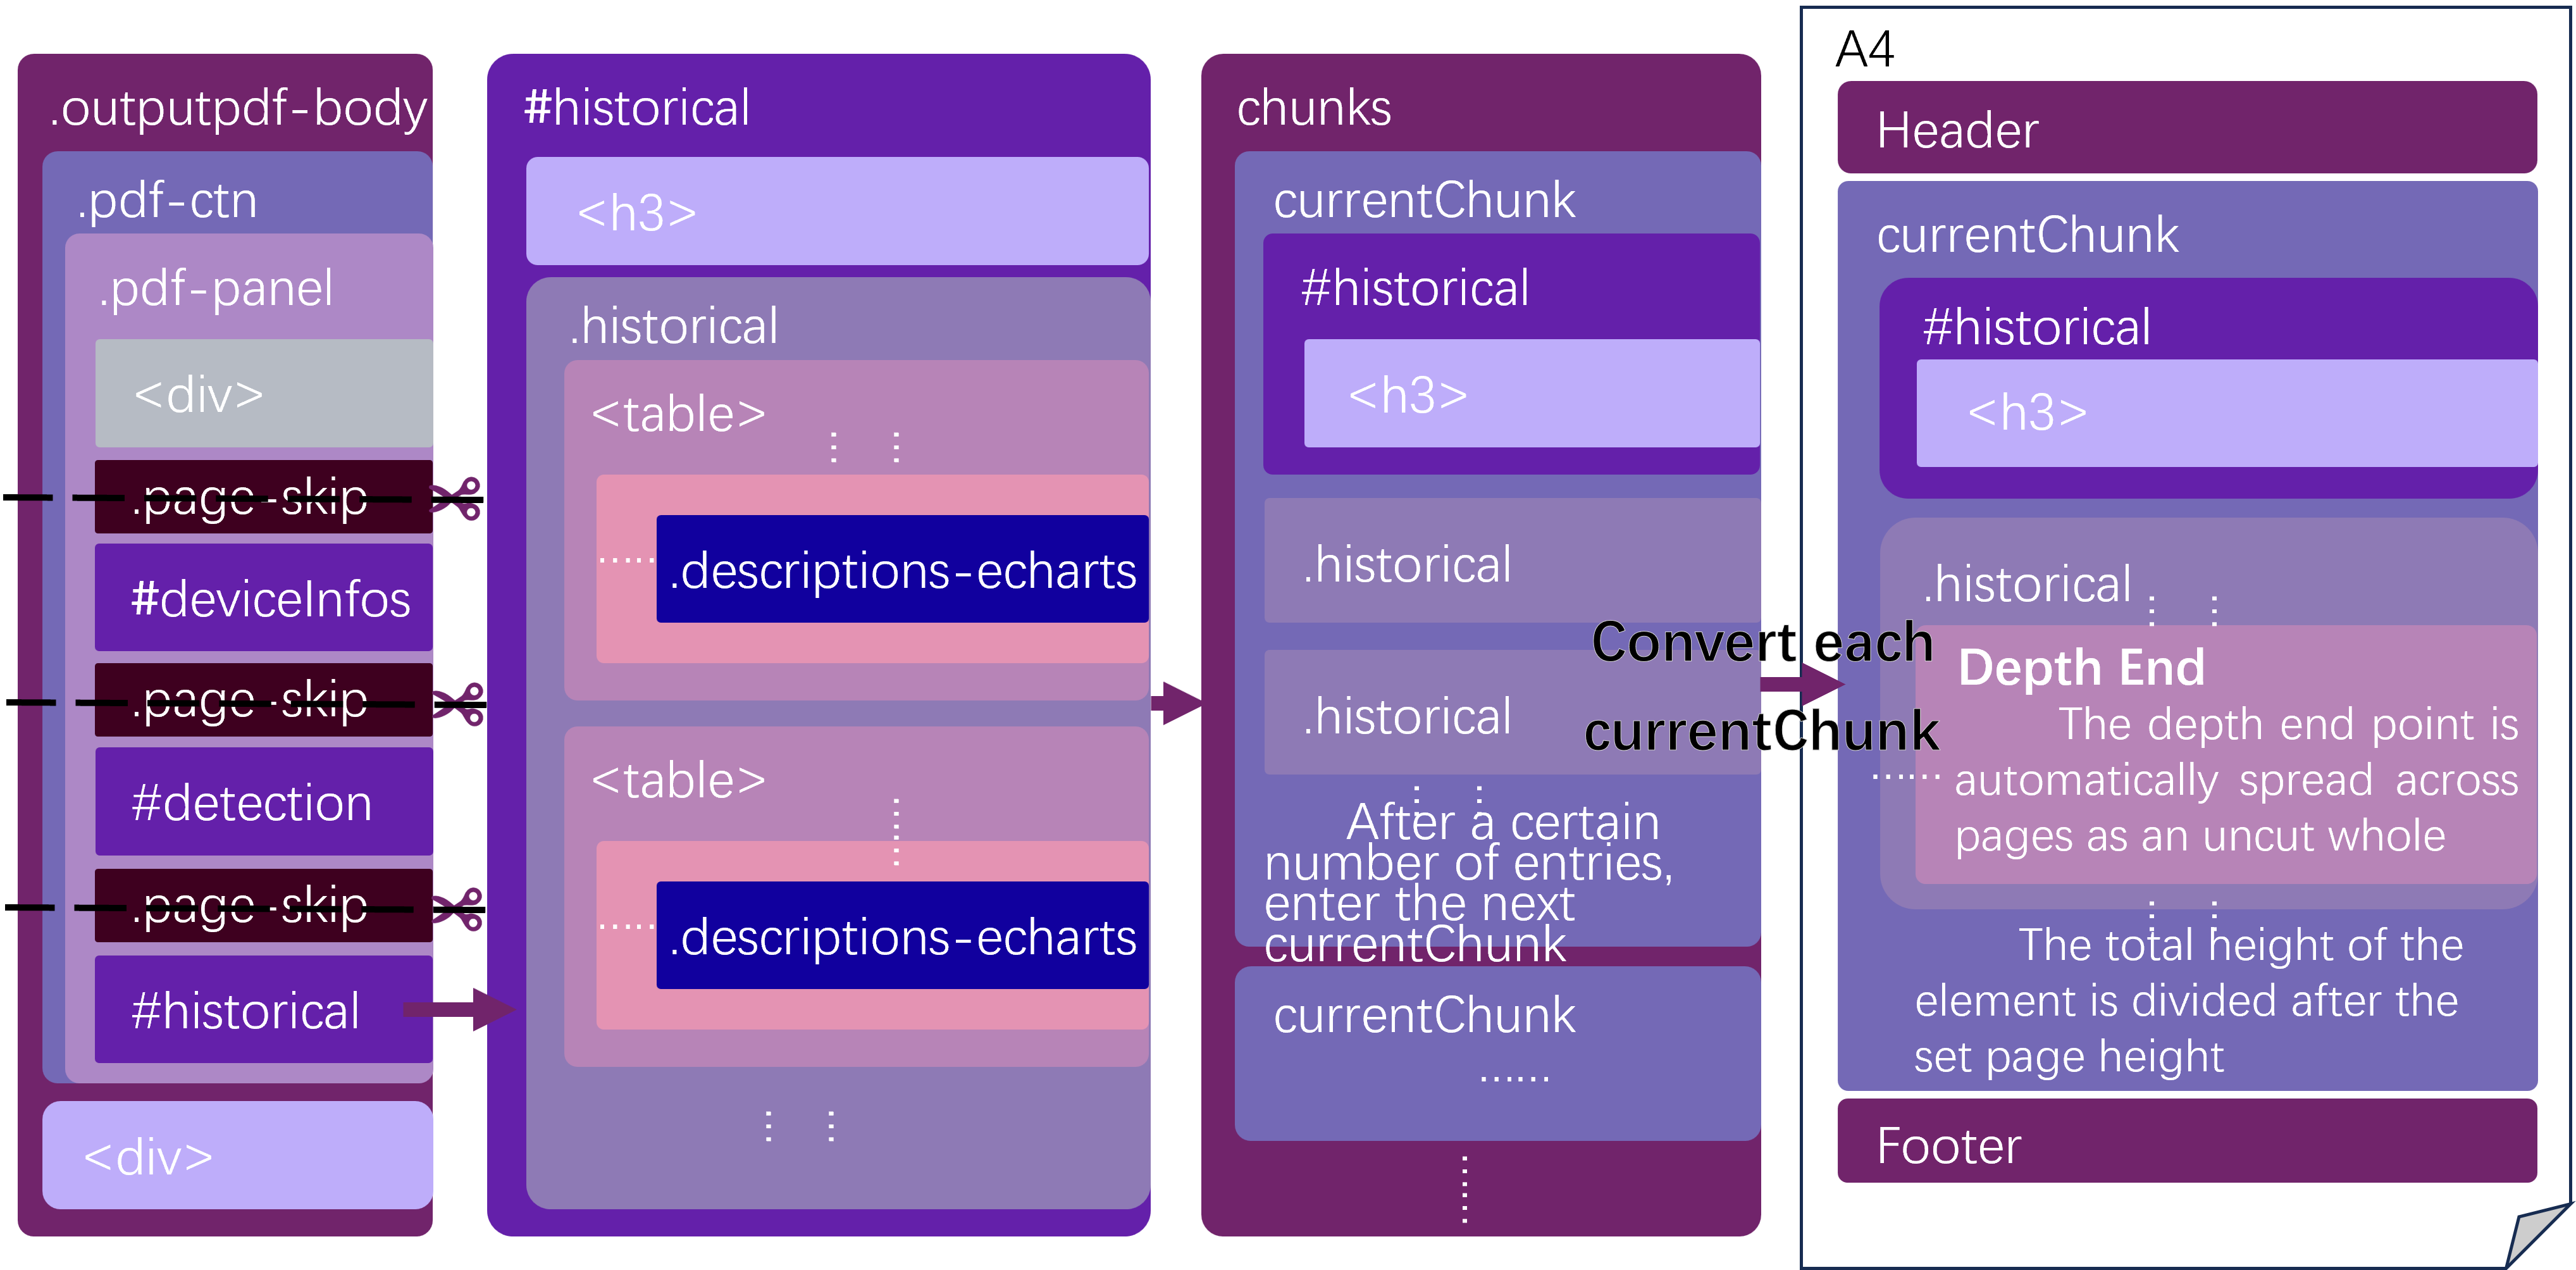 .outputpdf-body
.pdf-ctn
.pdf-panel
<div>
.page-skip
#deviceInfos
.page-skip
#detection
.page-skip
#historical
<div>
#historical
<h3>
.historical
<table>
.descriptions-echarts
<table>
.descriptions-echarts
chunks
currentChunk
#historical
<h3>
.historical
.historical
After a certain
number of entries,
enter the next
currentChunk
currentChunk
......
Convert each
currentChunk
A4
Header
currentChunk
#historical
<h3>
.historical
Depth End
The depth end point is
automatically spread across
pages as an uncut whole
The total height of the
element is divided after the
set page height
Footer